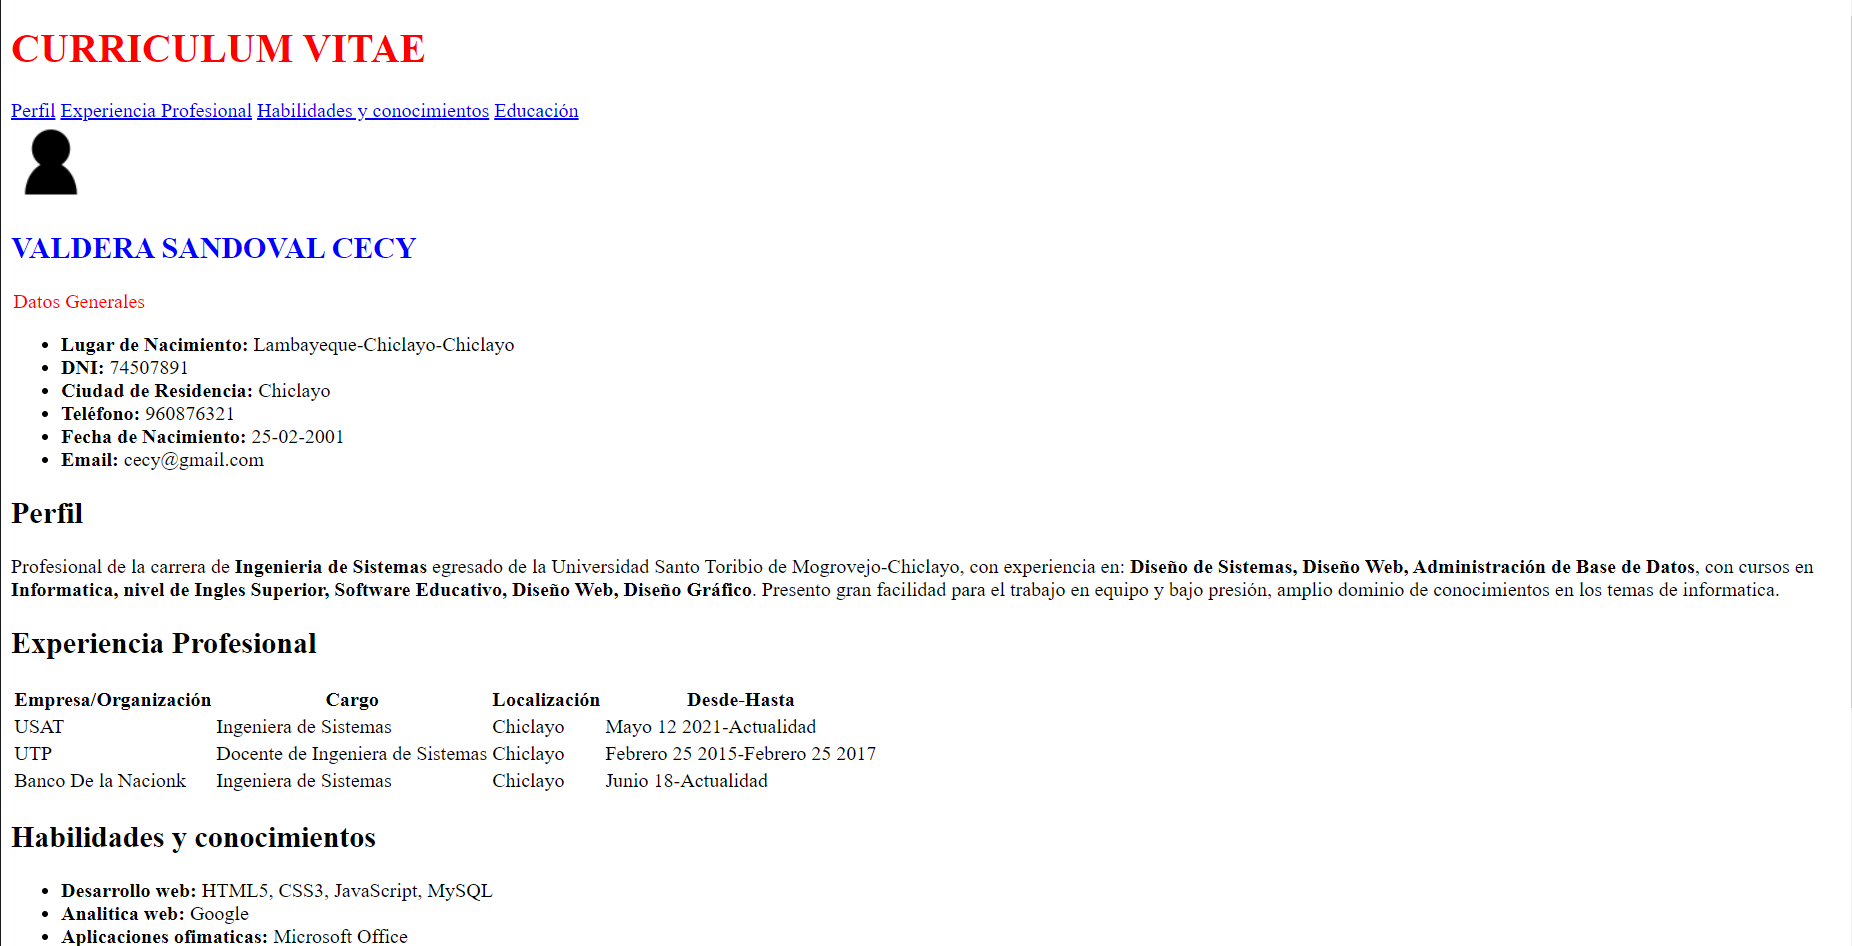 CURRICULUM VITAE
Perfil Experiencia Profesional Habilidades y conocimientos Educación
VALDERA SANDOVAL CECY
Datos Generales
• Lugar de Nacimiento: Lambayeque-Chiclayo-Chiclayo
• DNI: 74507891
• Ciudad de Residencia: Chiclayo
• Teléfono: 960876321
• Fecha de Nacimiento: 25-02-2001
• Email: cecy@gmail.com
Perfil
Profesional de la carrera de Ingenieria de Sistemas egresado de la Universidad Santo Toribio de Mogrovejo-Chiclayo, con experiencia en: Diseño de Sistemas, Diseño Web, Administración de Base de Datos, con cursos en
Informatica, nivel de Ingles Superior, Software Educativo, Diseño Web, Diseño Gráfico. Presento gran facilidad para el trabajo en equipo y bajo presión, amplio dominio de conocimientos en los temas de informatica.
Experiencia Profesional
Empresa/Organización Cargo Localización Desde-Hasta
USAT Ingeniera de Sistemas Chiclayo Mayo 12 2021-Actualidad
UTP Docente de Ingeniera de Sistemas Chiclayo Febrero 25 2015-Febrero 25 2017
Banco De la Nacionk Ingeniera de Sistemas Chiclayo Junio 18-Actualidad
Habilidades y conocimientos
• Desarrollo web: HTML5, CSS3, JavaScript, MySQL
• Analitica web: Google
• Aplicaciones ofimaticas: Microsoft Office